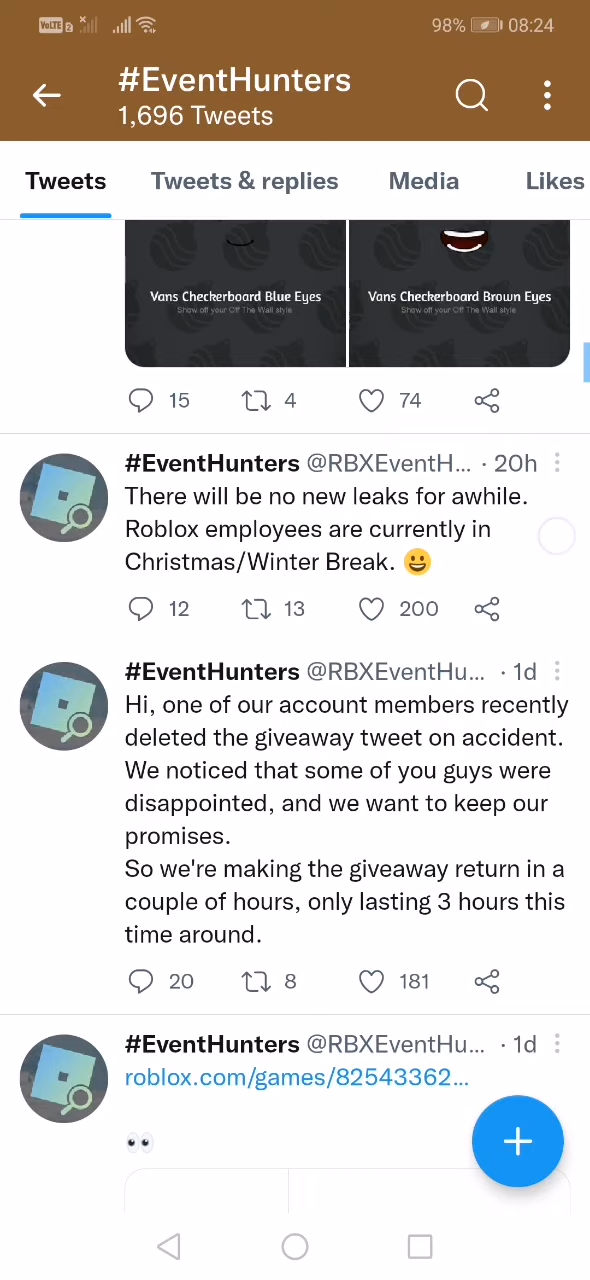 VoLTE 2 98% 08:24
#EventHunters
1,696 Tweets
Tweets Tweets & replies Media Likes
Vans Checkerboard Blue Eyes Vans Checkerboard Brown Eyes
Show off your Off The Wall style Show off your Off The Wall style
15 4 74
#EventHunters @RBXEventH... · 20h
There will be no new leaks for awhile.
Roblox employees are currently in
Christmas/Winter Break. 😀
12 13 200
#EventHunters @RBXEventHu... · 1d
Hi, one of our account members recently
deleted the giveaway tweet on accident.
We noticed that some of you guys were
disappointed, and we want to keep our
promises.
So we're making the giveaway return in a
couple of hours, only lasting 3 hours this
time around.
20 8 181
#EventHunters @RBXEventHu... · 1d
roblox.com/games/82543362...
👀